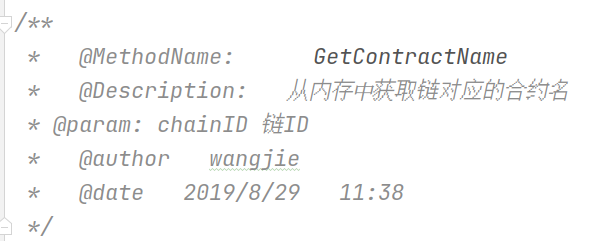 /**
*   @MethodName:      GetContractName
*   @Description:   从内存中获取链对应的合约名
* @param: chainID 链ID
*   @author   wangjie
*   @date   2019/8/29   11:38
*/